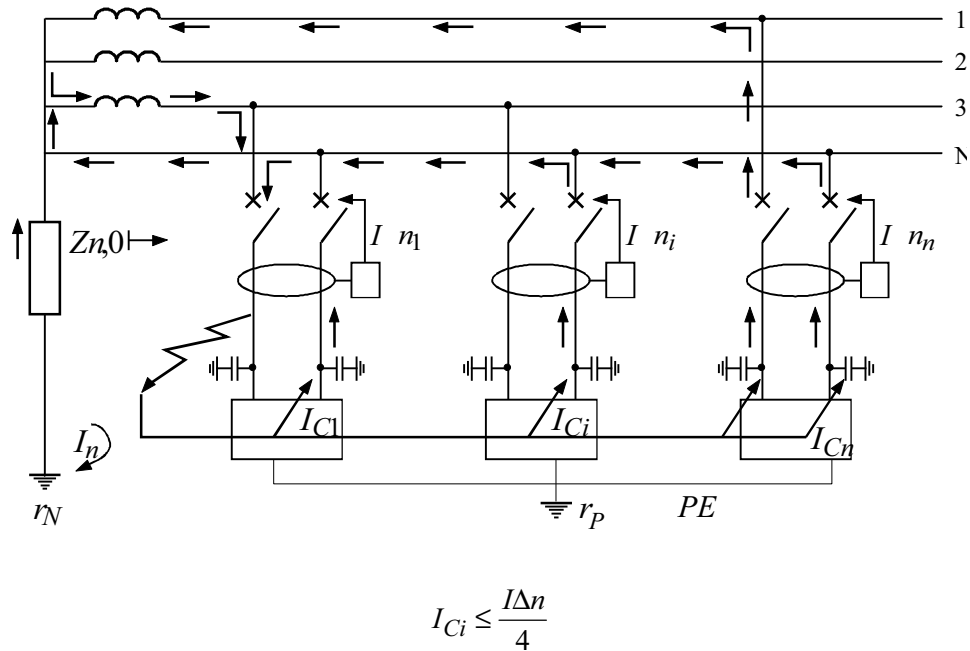 1
2
3
N
Zn,0
I n1
I ni
I nn
In
IC1
ICi
ICn
rN
rP
PE
ICi ≤ IΔn / 4